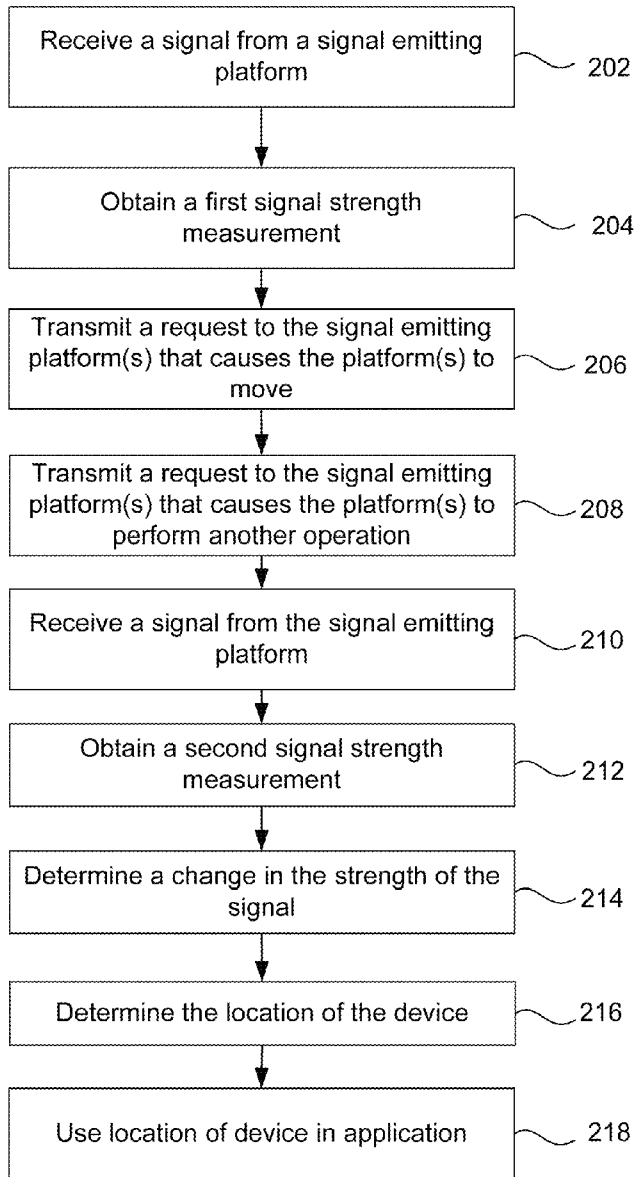 Receive a signal from a signal emitting
platform
202
Obtain a first signal strength
measurement
204
Transmit a request to the signal emitting
platform(s) that causes the platform(s) to
move
206
Transmit a request to the signal emitting
platform(s) that causes the platform(s) to
perform another operation
208
Receive a signal from the signal emitting
platform
210
Obtain a second signal strength
measurement
212
Determine a change in the strength of the
signal
214
Determine the location of the device
216
Use location of device in application
218